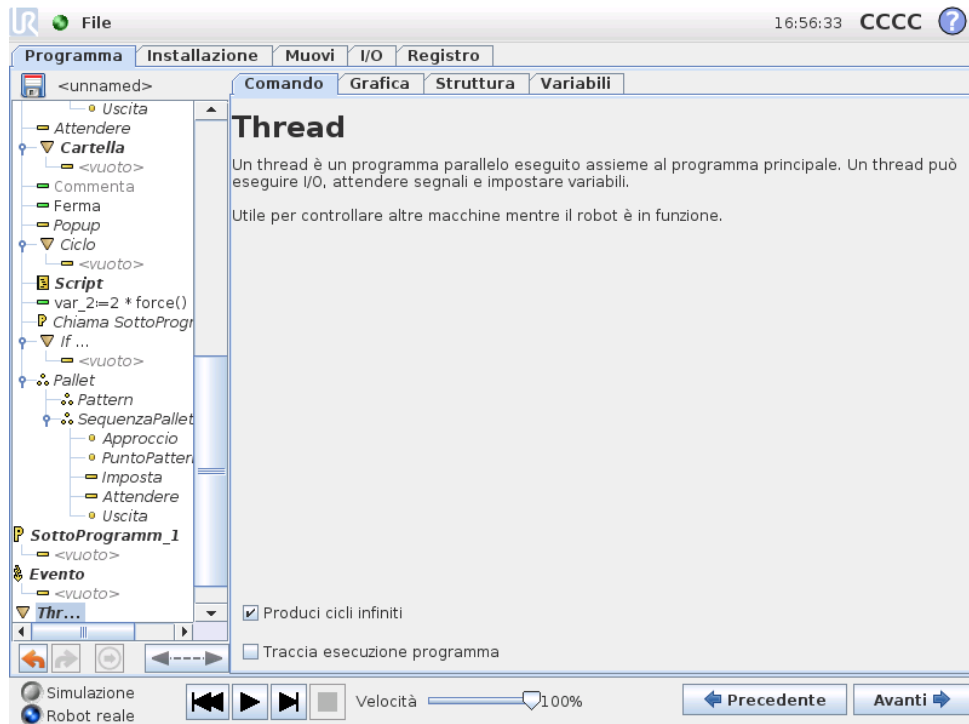 UR File 16:56:33 CCCC ?
Programma Installazione Muovi I/O Registro
<unnamed>
Comando Grafica Struttura Variabili
Uscita
Attendere
Cartella
<vuoto>
Commenta
Ferma
Popup
Ciclo
<vuoto>
Script
var_2:=2 * force()
Chiama SottoProgr
If ...
<vuoto>
Pallet
Pattern
SequenzaPallet
Approccio
PuntoPatter
Imposta
Attendere
Uscita
SottoProgramm_1
<vuoto>
Evento
<vuoto>
Thr...
Thread
Un thread è un programma parallelo eseguito assieme al programma principale. Un thread può
eseguire I/O, attendere segnali e impostare variabili.
Utile per controllare altre macchine mentre il robot è in funzione.
Produci cicli infiniti
Traccia esecuzione programma
Simulazione
Robot reale
Velocità 100%
Precedente Avanti